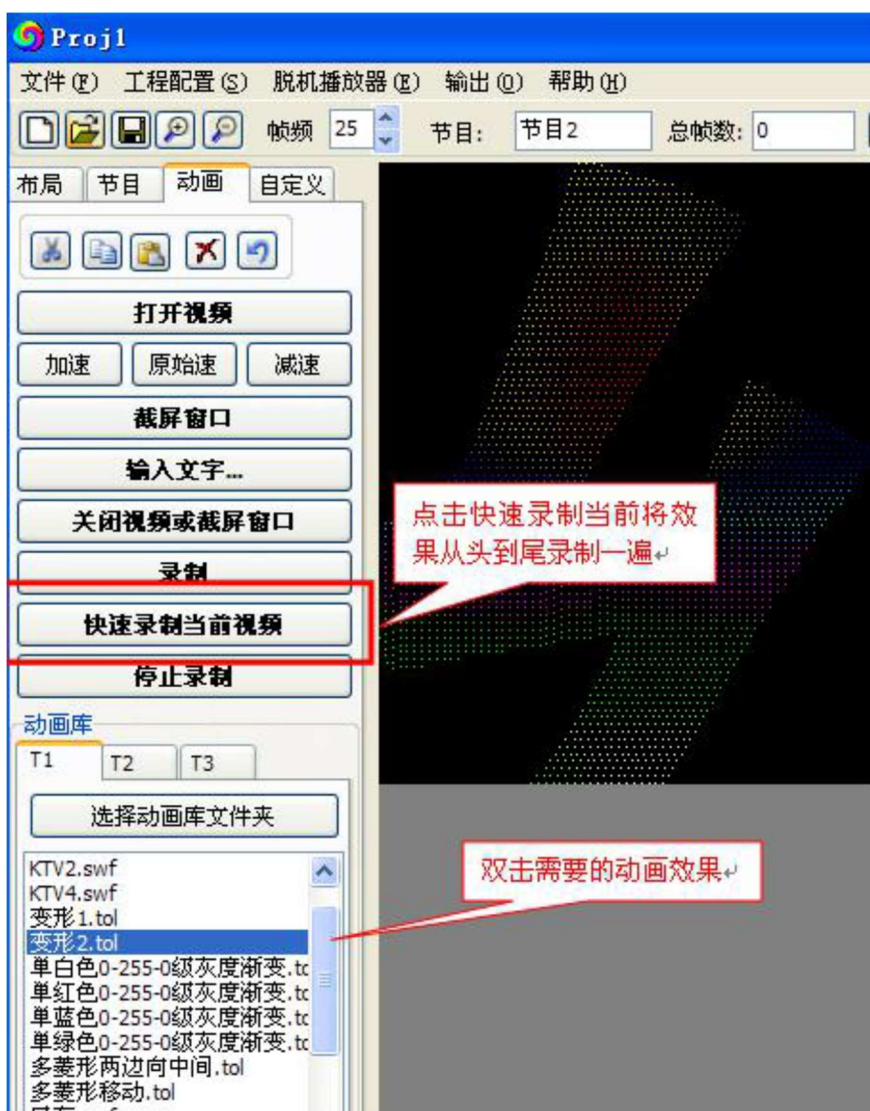 Proj1
文件(F) 工程配置(S) 脱机播放器(E) 输出(O) 帮助(H)
帧频 25 节目: 节目2 总帧数: 0
布局 节目 动画 自定义
打开视频
加速 原始速 减速
截屏窗口
输入文字...
关闭视频或截屏窗口
录制
快速录制当前视频
停止录制
点击快速录制当前将效
果从头到尾录制一遍
动画库
T1 T2 T3
选择动画库文件夹
KTV2.swf
KTV4.swf
变形1.tol
变形2.tol
单白色0-255-0级灰度渐变.to
单红色0-255-0级灰度渐变.to
单蓝色0-255-0级灰度渐变.to
单绿色0-255-0级灰度渐变.to
多菱形两边向中间.tol
多菱形移动.tol
双击需要的动画效果